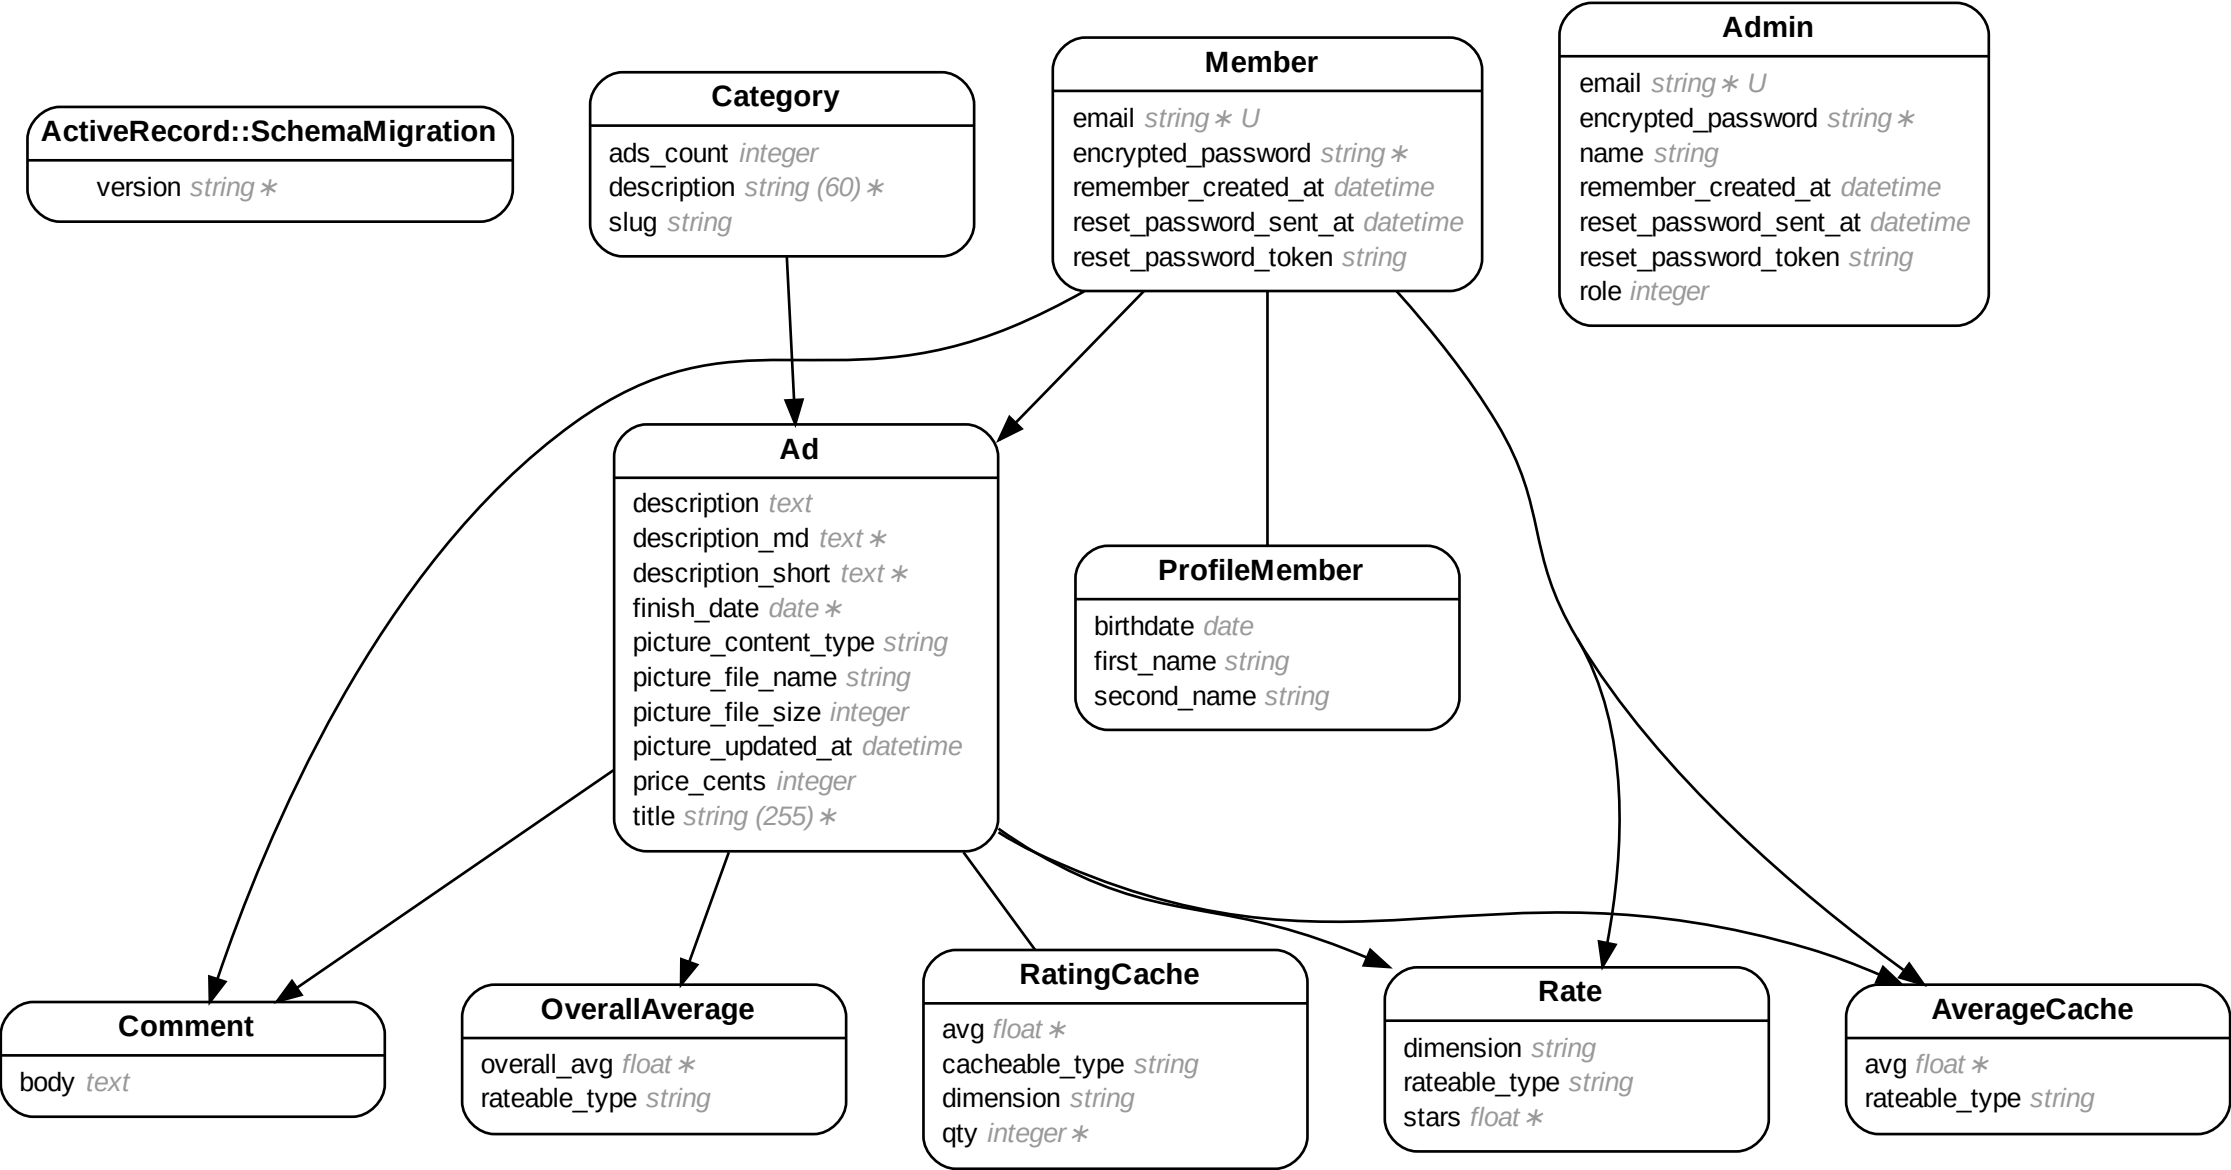 ActiveRecord::SchemaMigration
version string ∗
Category
ads_count integer
description string (60) ∗
slug string
Member
email string ∗ U
encrypted_password string ∗
remember_created_at datetime
reset_password_sent_at datetime
reset_password_token string
Admin
email string ∗ U
encrypted_password string ∗
name string
remember_created_at datetime
reset_password_sent_at datetime
reset_password_token string
role integer
Ad
description text
description_md text ∗
description_short text ∗
finish_date date ∗
picture_content_type string
picture_file_name string
picture_file_size integer
picture_updated_at datetime
price_cents integer
title string (255) ∗
ProfileMember
birthdate date
first_name string
second_name string
Comment
body text
OverallAverage
overall_avg float ∗
rateable_type string
RatingCache
avg float ∗
cacheable_type string
dimension string
qty integer ∗
Rate
dimension string
rateable_type string
stars float ∗
AverageCache
avg float ∗
rateable_type string